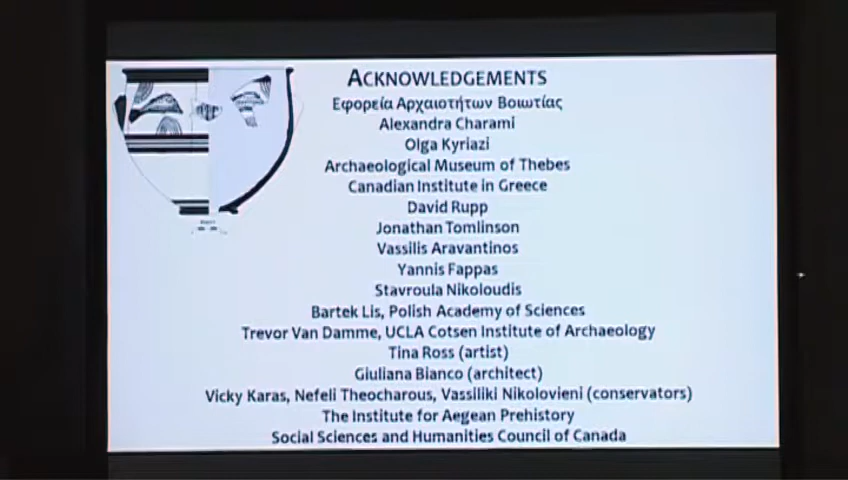 ACKNOWLEDGEMENTS
Εφορεία Αρχαιοτήτων Βοιωτίας
Alexandra Charami
Olga Kyriazi
Archaeological Museum of Thebes
Canadian Institute in Greece
David Rupp
Jonathan Tomlinson
Vassilis Aravantinos
Yannis Fappas
Stavroula Nikoloudis
Bartek Lis, Polish Academy of Sciences
Trevor Van Damme, UCLA Cotsen Institute of Archaeology
Tina Ross (artist)
Giuliana Bianco (architect)
Vicky Karas, Nefeli Theocharous, Vassiliki Nikolovieni (conservators)
The Institute for Aegean Prehistory
Social Sciences and Humanities Council of Canada